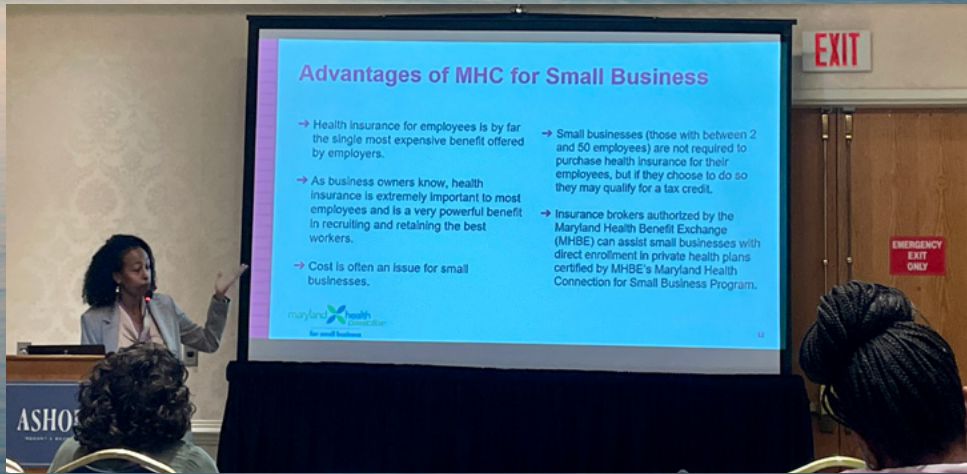 Advantages of MHC for Small Business
→ Health insurance for employees is by far
the single most expensive benefit offered
by employers.
→ As business owners know, health
insurance is extremely important to most
employees and is a very powerful benefit
in recruiting and retaining the best
workers.
→ Cost is often an issue for small
businesses.
→ Small businesses (those with between 2
and 50 employees) are not required to
purchase health insurance for their
employees, but if they choose to do so
they may qualify for a tax credit.
→ Insurance brokers authorized by the
Maryland Health Benefit Exchange
(MHBE) can assist small businesses with
direct enrollment in private health plans
certified by MHBE's Maryland Health
Connection for Small Business Program.
maryland health
connection
for small business
12
EXIT
EMERGENCY
EXIT
ONLY
ASHO